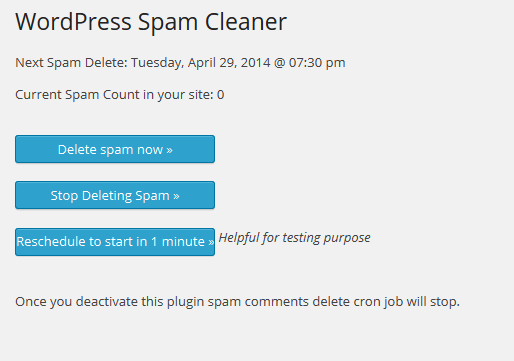 WordPress Spam Cleaner
Next Spam Delete: Tuesday, April 29, 2014 @ 07:30 pm
Current Spam Count in your site: 0
Delete spam now »
Stop Deleting Spam »
Reschedule to start in 1 minute » Helpful for testing purpose
Once you deactivate this plugin spam comments delete cron job will stop.